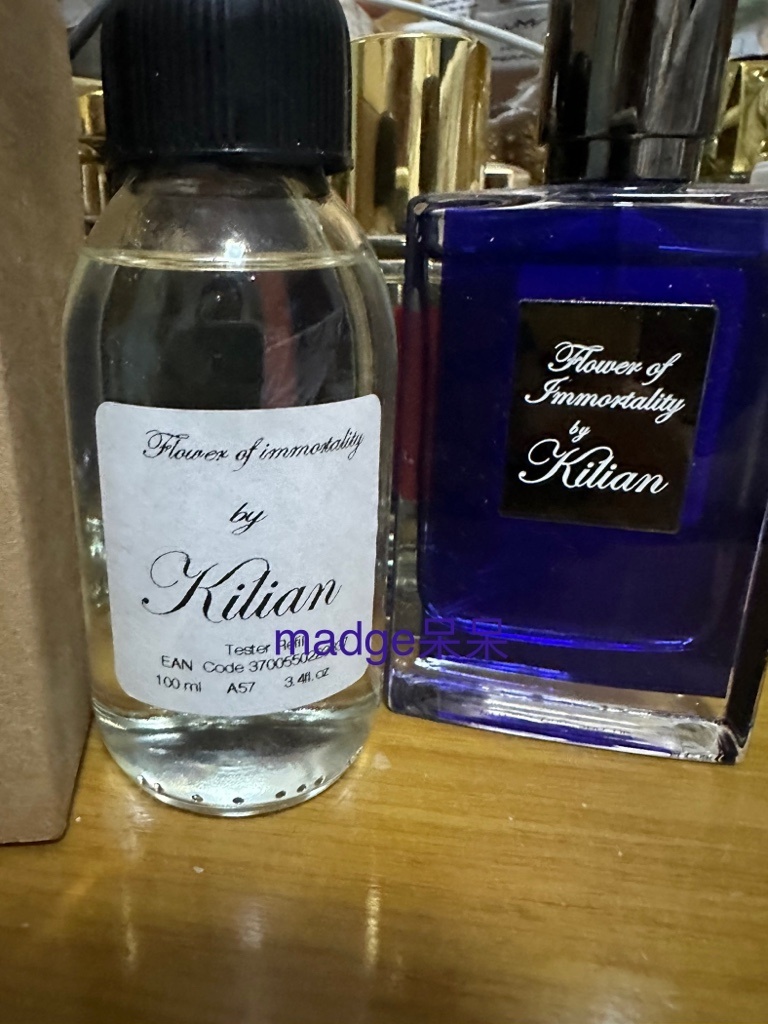 Flower of immortality
by
Kilian
Tester Refill
EAN Code
100 ml A57 3.4fl.oz
madge呆呆
Flower of
Immortality
by
Kilian